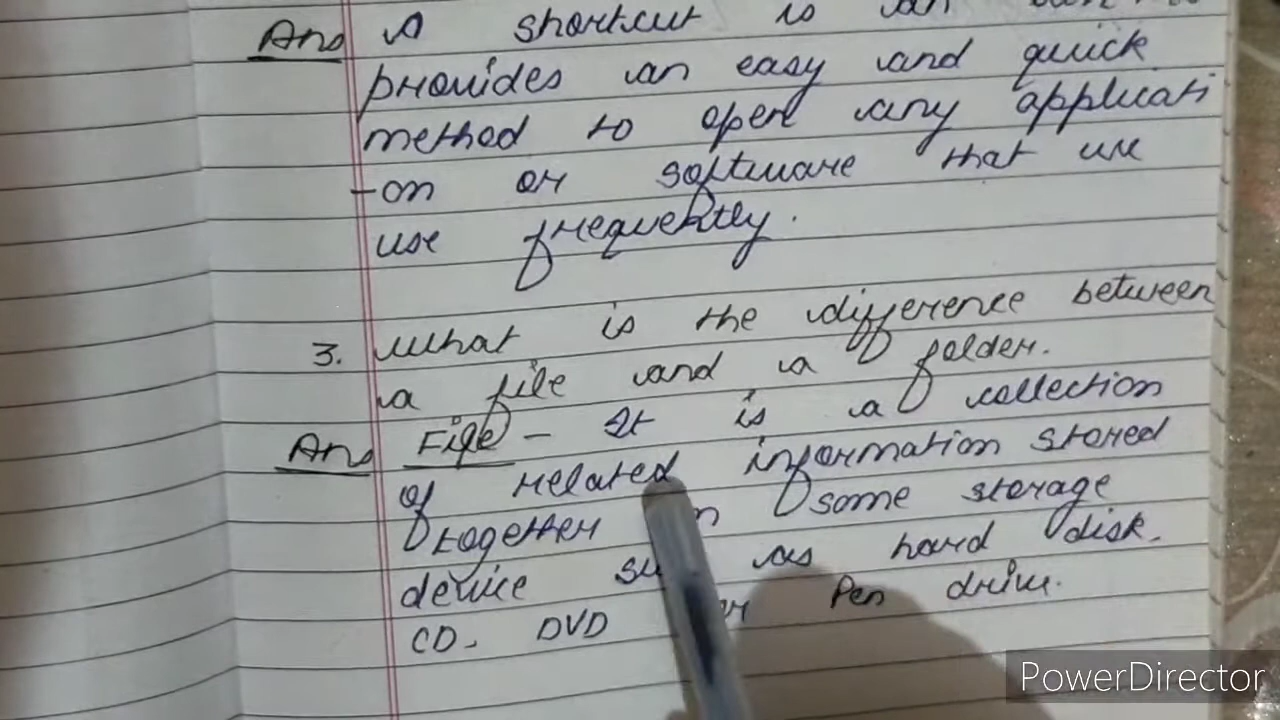 Ans A shortcut is an
provides an easy and quick
method to open any applicati
-on or software that we
use frequently.
3. What is the difference between
a file and a folder.
Ans File - It is a collection
of related information stored
together some storage
device as hard disk.
CD. DVD Pen drive.
PowerDirector